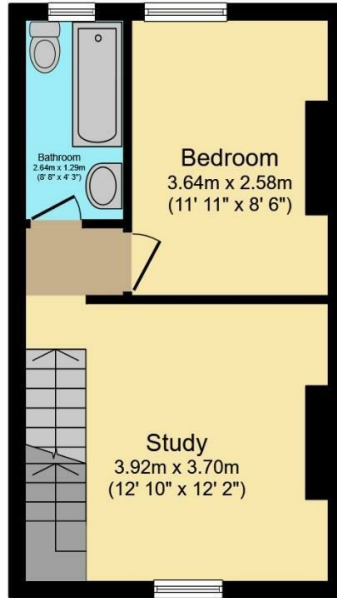 Bathroom
2.64m x 1.29m
(8' 8" x 4' 3")
Bedroom
3.64m x 2.58m
(11' 11" x 8' 6")
Study
3.92m x 3.70m
(12' 10" x 12' 2")